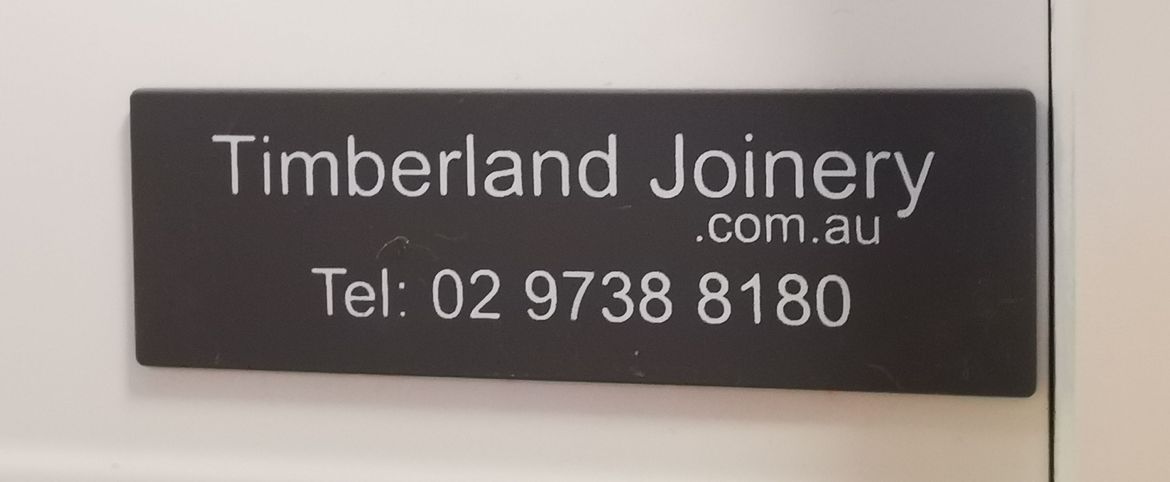 Timberland Joinery
.com.au
Tel: 02 9738 8180